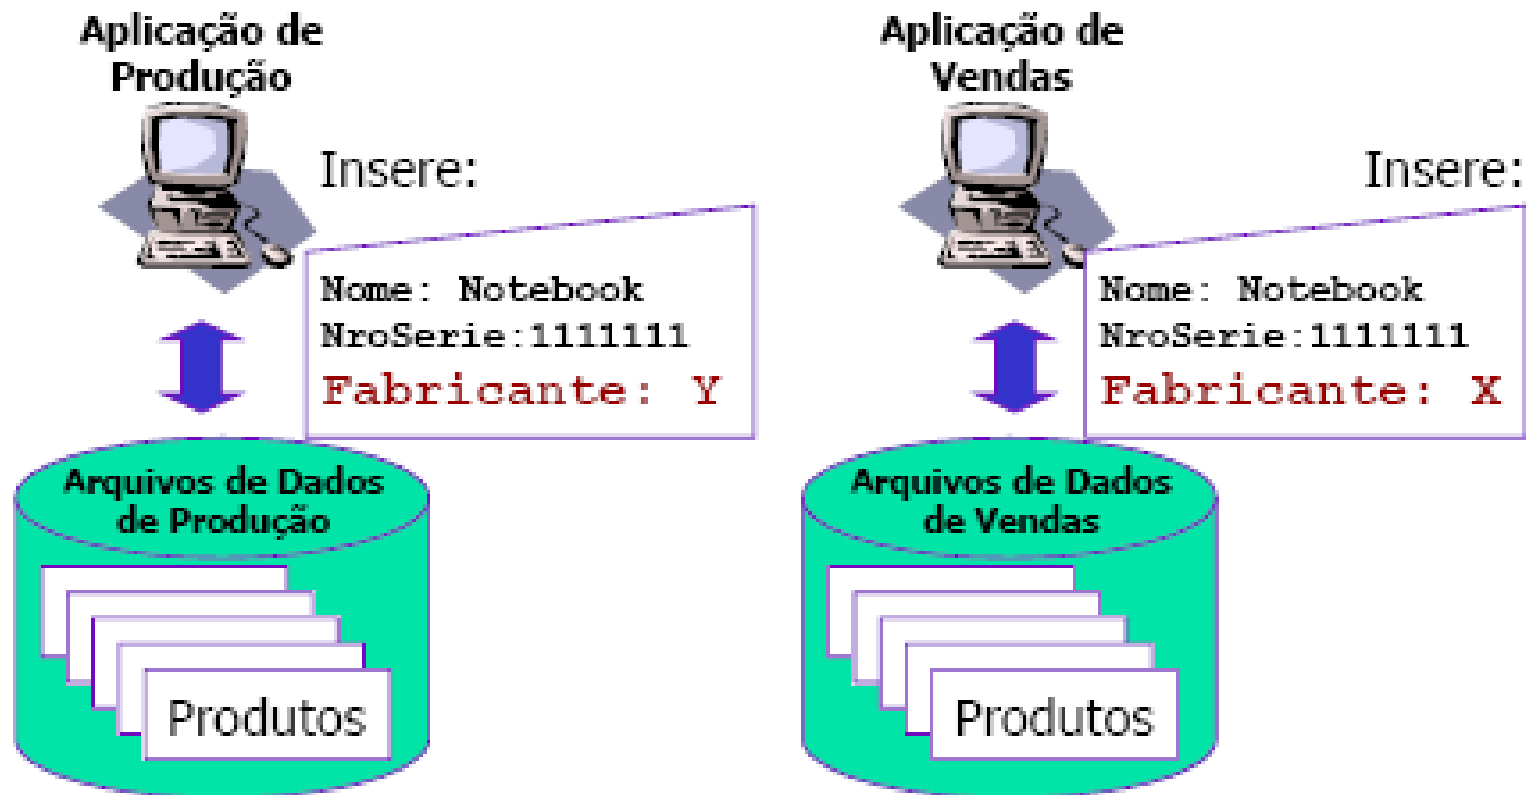 Aplicação de
Produção
Insere:
Nome: Notebook
NroSerie:1111111
Fabricante: Y
Arquivos de Dados
de Produção
Produtos
Aplicação de
Vendas
Insere:
Nome: Notebook
NroSerie:1111111
Fabricante: X
Arquivos de Dados
de Vendas
Produtos